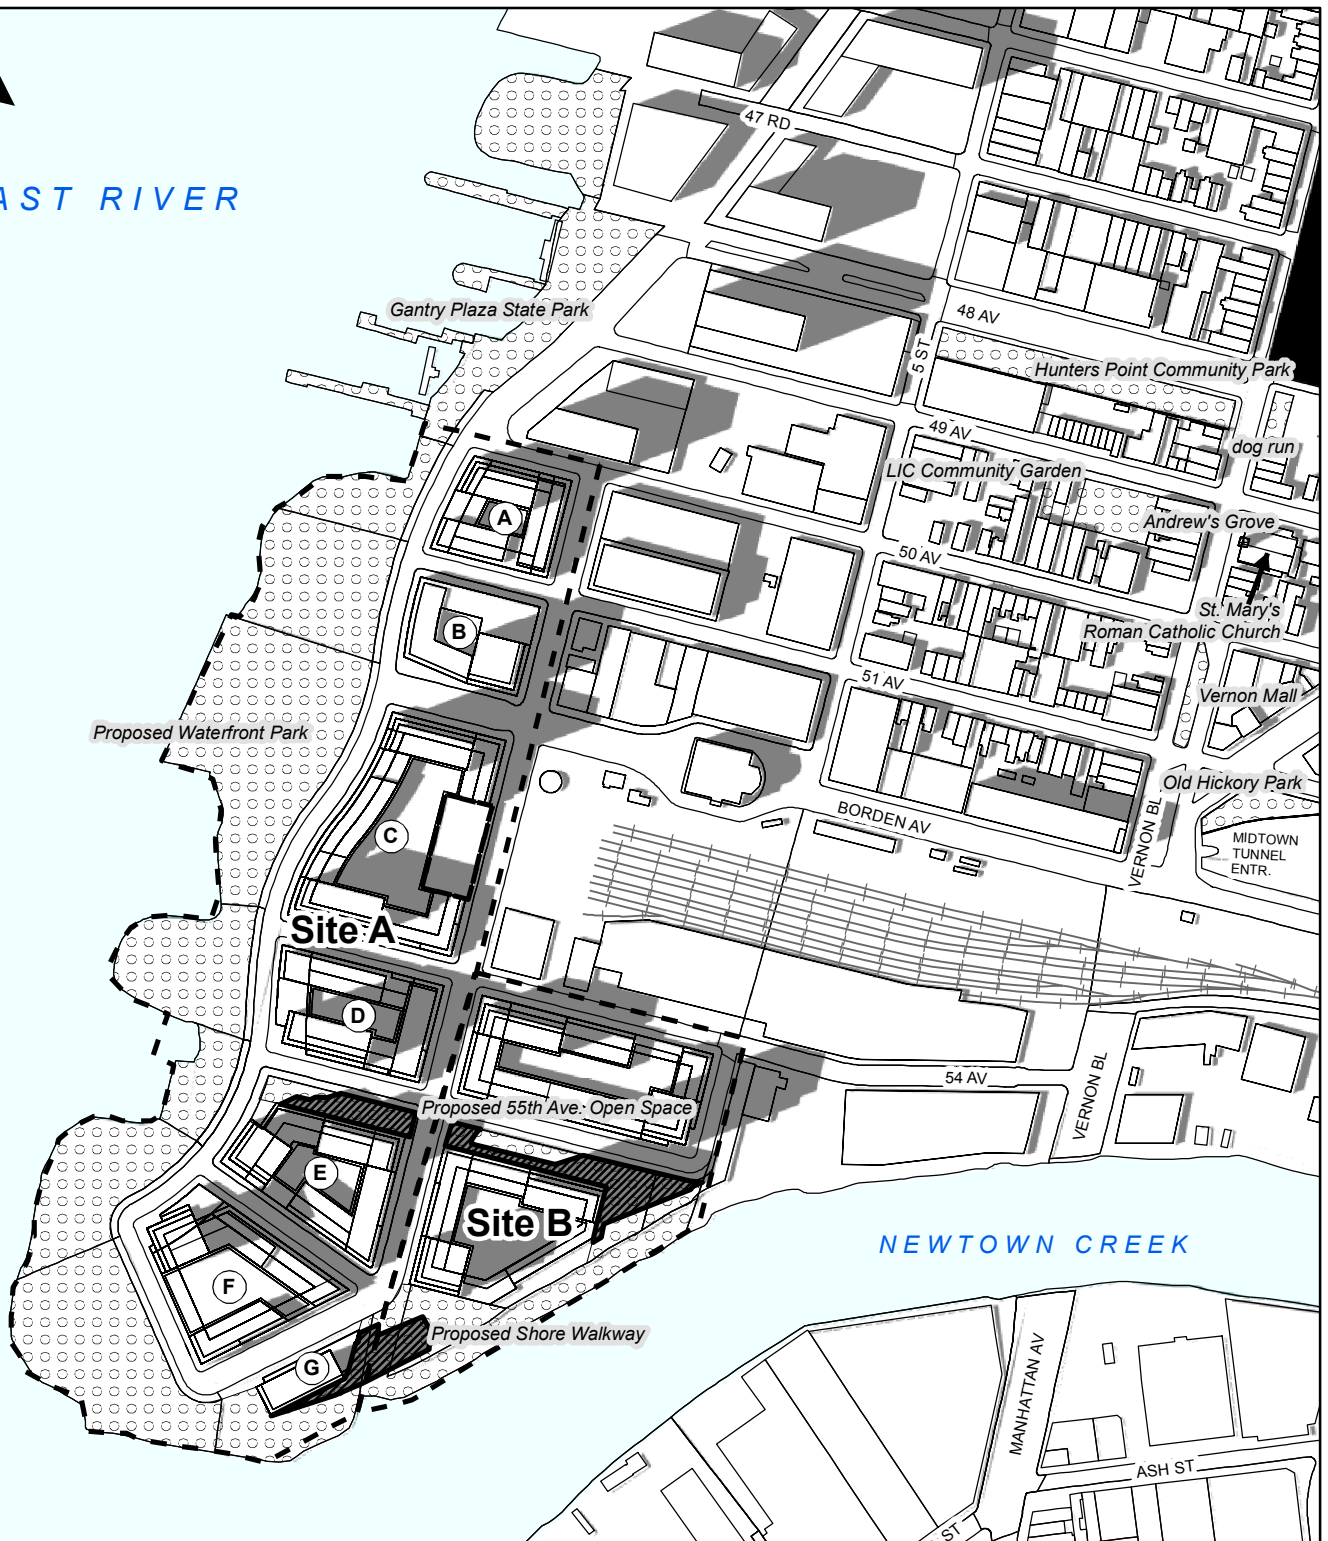 47 RD
AST RIVER
Gantry Plaza State Park
48 AV
5 ST
Hunters Point Community Park
49 AV
dog run
LIC Community Garden
A
Andrew's Grove
50 AV
St. Mary's
Roman Catholic Church
B
51 AV
Vernon Mall
Proposed Waterfront Park
Old Hickory Park
BORDEN AV
VERNON BL
MIDTOWN
TUNNEL
ENTR.
C
Site A
D
54 AV
VERNON BL
Proposed 55th Ave. Open Space
E
Site B
NEWTOWN CREEK
F
Proposed Shore Walkway
G
MANHATTAN AV
ASH ST
ST